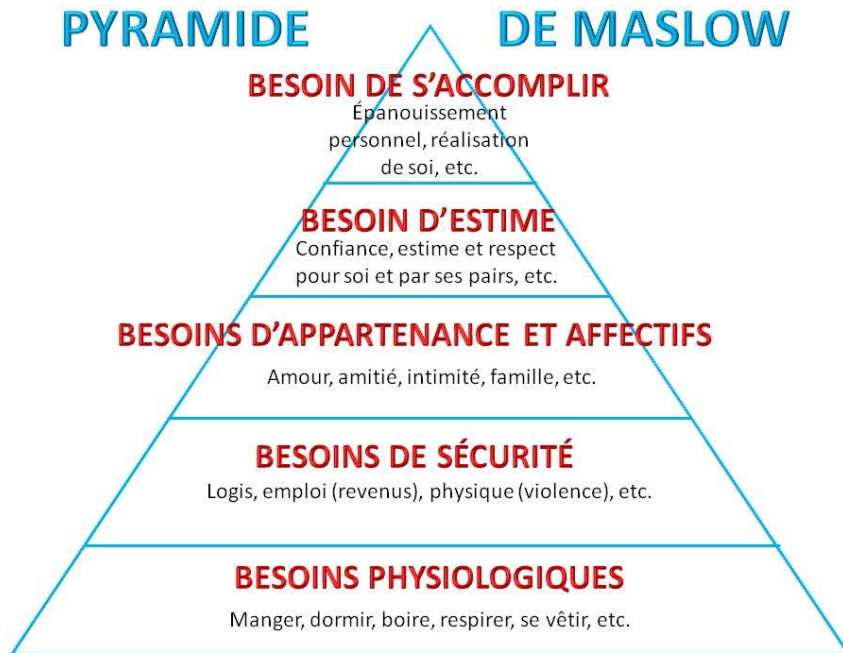 PYRAMIDE DE MASLOW
BESOIN DE S'ACCOMPLIR
Épanouissement
personnel, réalisation
de soi, etc.
BESOIN D'ESTIME
Confiance, estime et respect
pour soi et par ses pairs, etc.
BESOINS D'APPARTENANCE ET AFFECTIFS
Amour, amitié, intimité, famille, etc.
BESOINS DE SÉCURITÉ
Logis, emploi (revenus), physique (violence), etc.
BESOINS PHYSIOLOGIQUES
Manger, dormir, boire, respirer, se vêtir, etc.